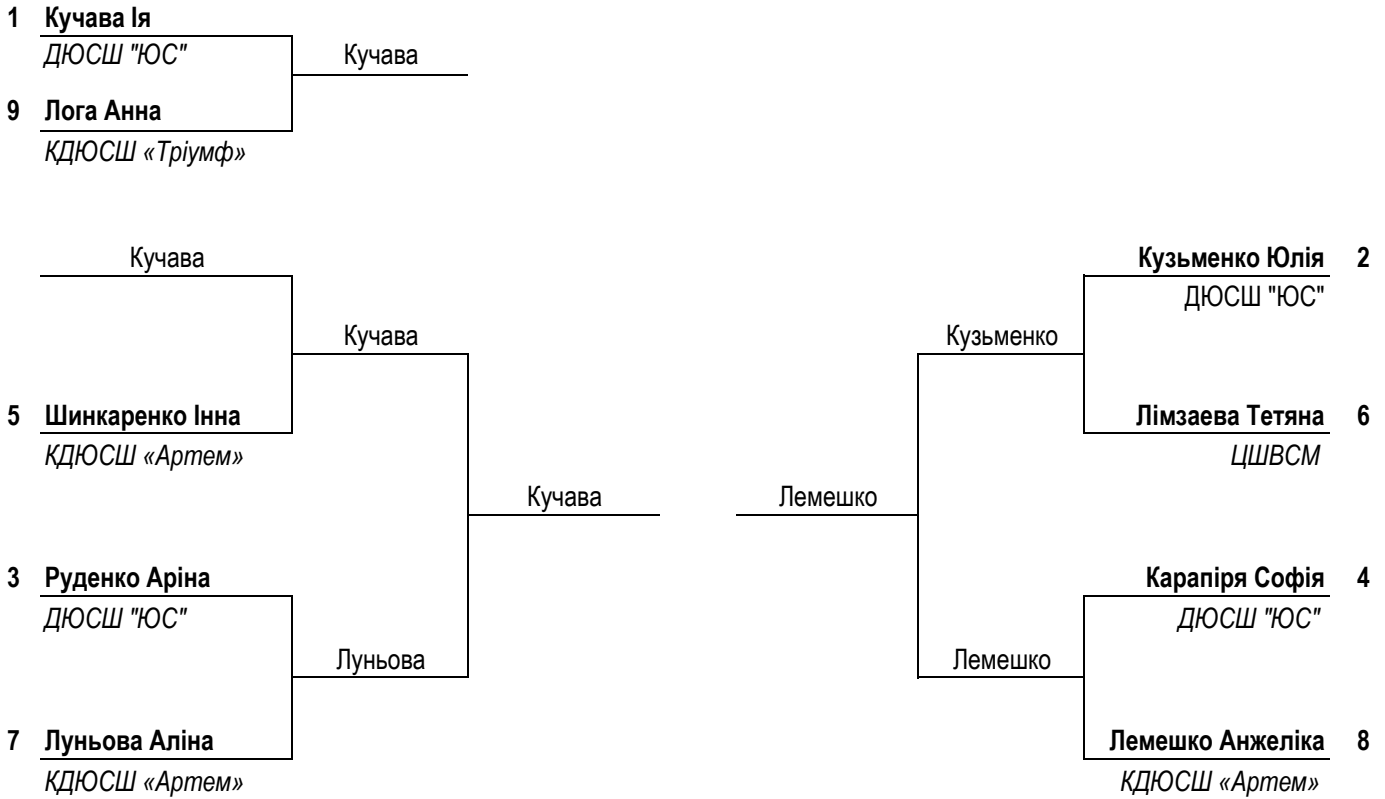 1 Кучава Ія
ДЮСШ "ЮС" Кучава
9 Лога Анна
КДЮСШ «Тріумф»
Кучава Кузьменко Юлія 2
ДЮСШ "ЮС"
Кучава Кузьменко
5 Шинкаренко Інна Лімзаева Тетяна 6
КДЮСШ «Артем» ЦШВСМ
Кучава Лемешко
3 Руденко Аріна Карапіря Софія 4
ДЮСШ "ЮС" ДЮСШ "ЮС"
Луньова Лемешко
7 Луньова Аліна Лемешко Анжеліка 8
КДЮСШ «Артем» КДЮСШ «Артем»